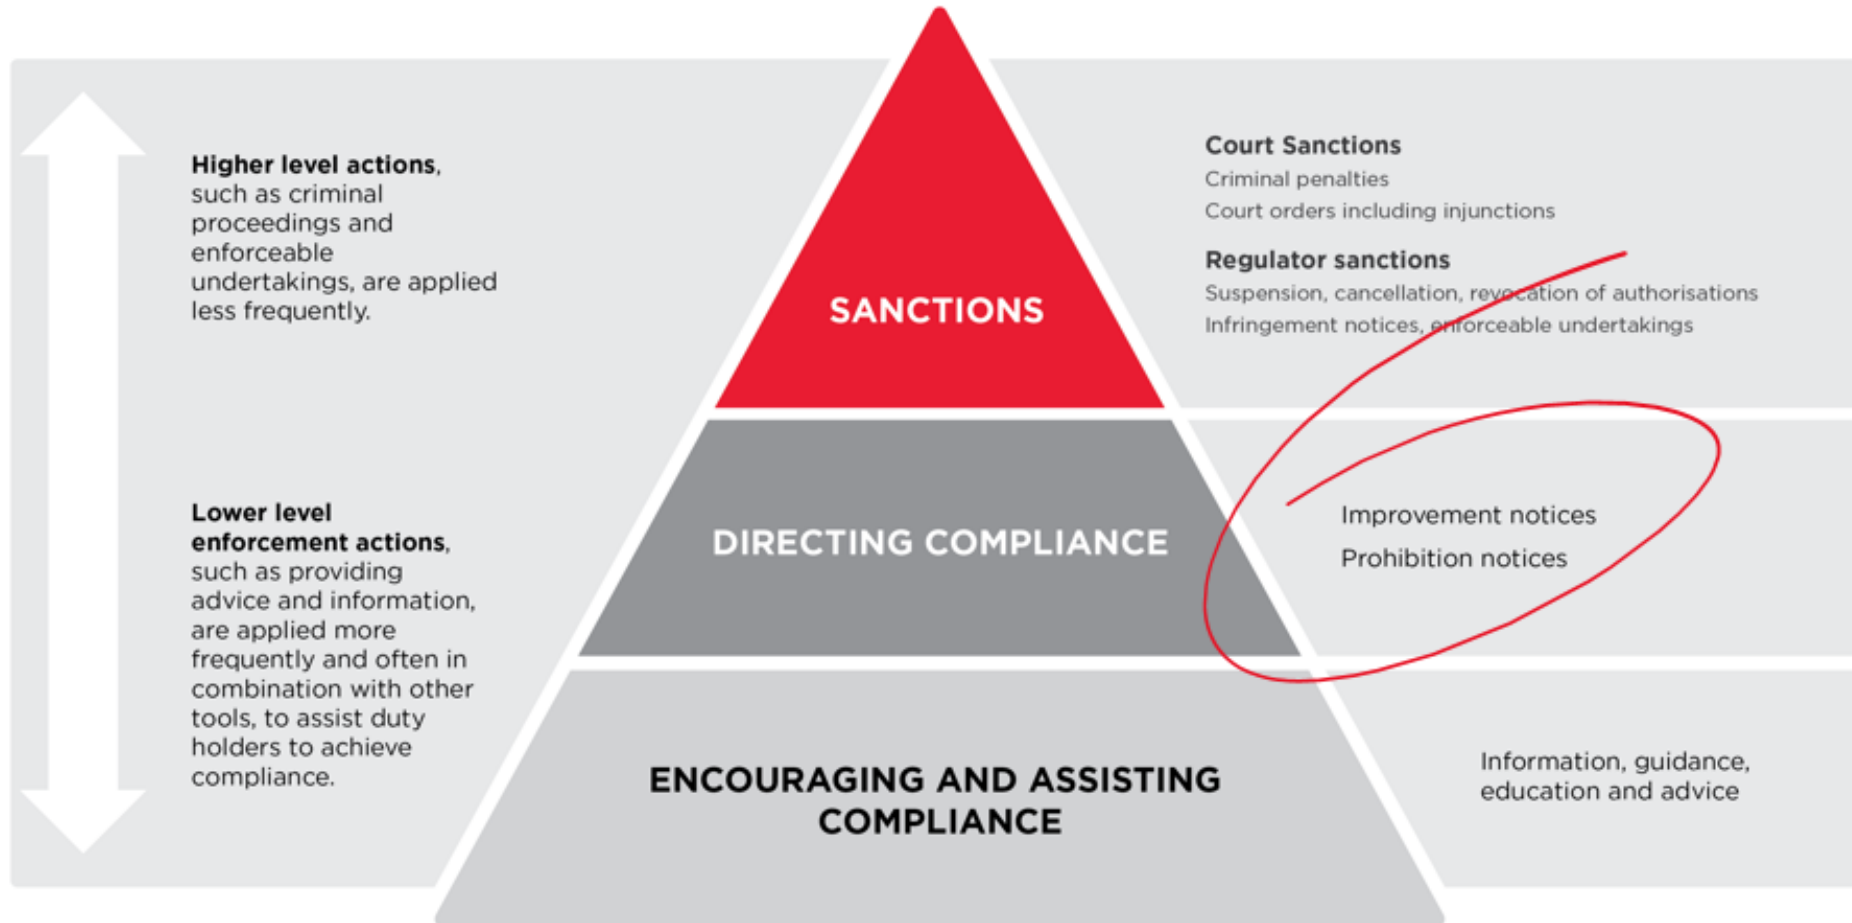 Higher level actions,
such as criminal
proceedings and
enforceable
undertakings, are applied
less frequently.
Lower level
enforcement actions,
such as providing
advice and information,
are applied more
frequently and often in
combination with other
tools, to assist duty
holders to achieve
compliance.
SANCTIONS
DIRECTING COMPLIANCE
ENCOURAGING AND ASSISTING
COMPLIANCE
Court Sanctions
Criminal penalties
Court orders including injunctions
Regulator sanctions
Suspension, cancellation, revocation of authorisations
Infringement notices, enforceable undertakings
Improvement notices
Prohibition notices
Information, guidance,
education and advice